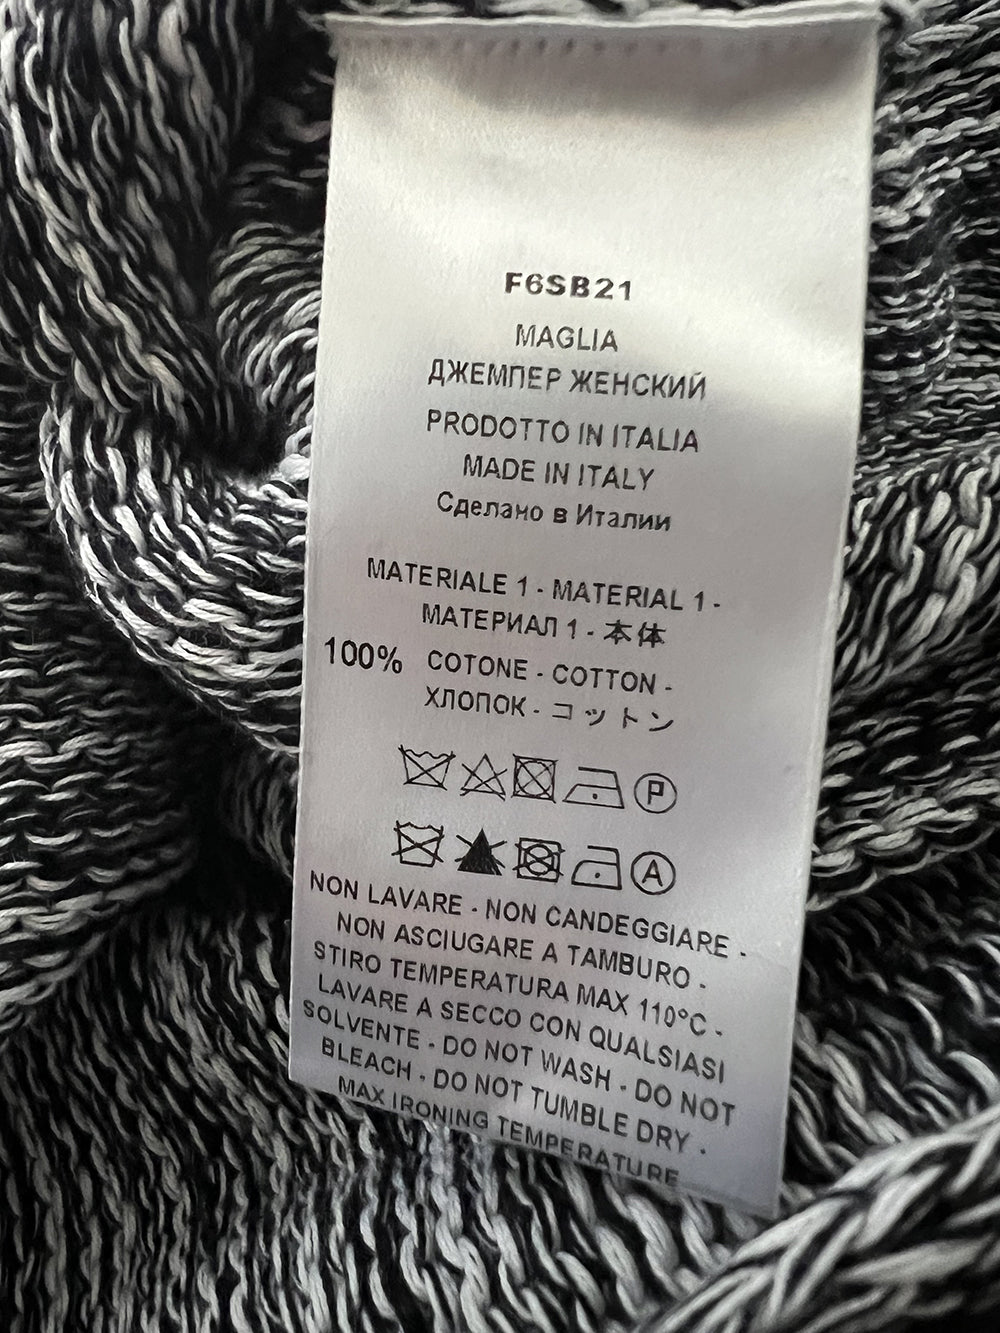 F6SB21
MAGLIA
ДЖЕМПЕР ЖЕНСКИЙ
PRODOTTO IN ITALIA
MADE IN ITALY
Сделано в Италии
MATERIALE 1 - MATERIAL 1 -
МАТЕРИАЛ 1 - 本体
100% COTONE - COTTON -
ХЛОПОК - コットン
P
A
NON LAVARE - NON CANDEGGIARE -
NON ASCIUGARE A TAMBURO -
STIRO TEMPERATURA MAX 110°C -
LAVARE A SECCO CON QUALSIASI
SOLVENTE - DO NOT WASH - DO NOT
BLEACH - DO NOT TUMBLE DRY -
MAX IRONING TEMPERATURE